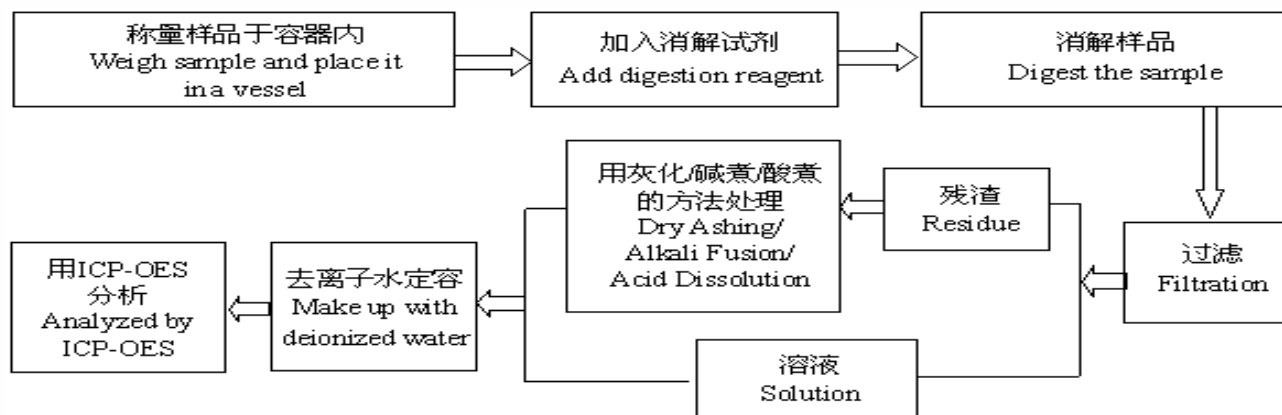 称量样品于容器内
Weigh sample and place it
in a vessel
加入消解试剂
Add digestion reagent
消解样品
Digest the sample
过滤
Filtration
残渣
Residue
用灰化/碱煮/酸煮
的方法处理
Dry Ashing/
Alkali Fusion/
Acid Dissolution
溶液
Solution
去离子水定容
Make up with
deionized water
用ICP-OES
分析
Analyzed by
ICP-OES